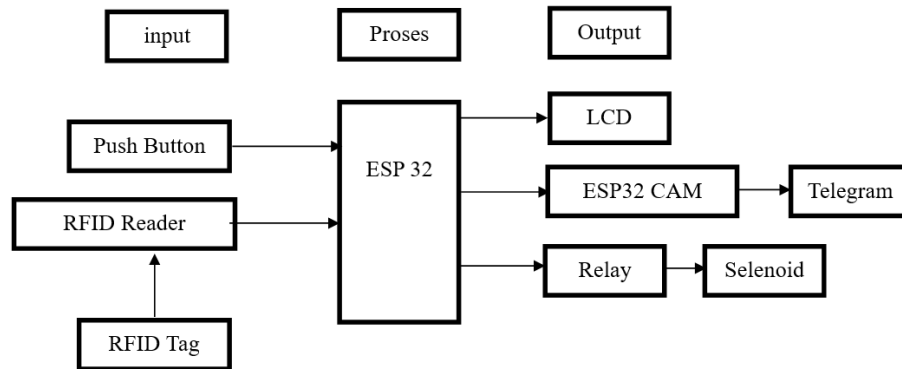 input
Proses
Output
Push Button
RFID Reader
RFID Tag
ESP 32
LCD
ESP32 CAM
Telegram
Relay
Selenoid